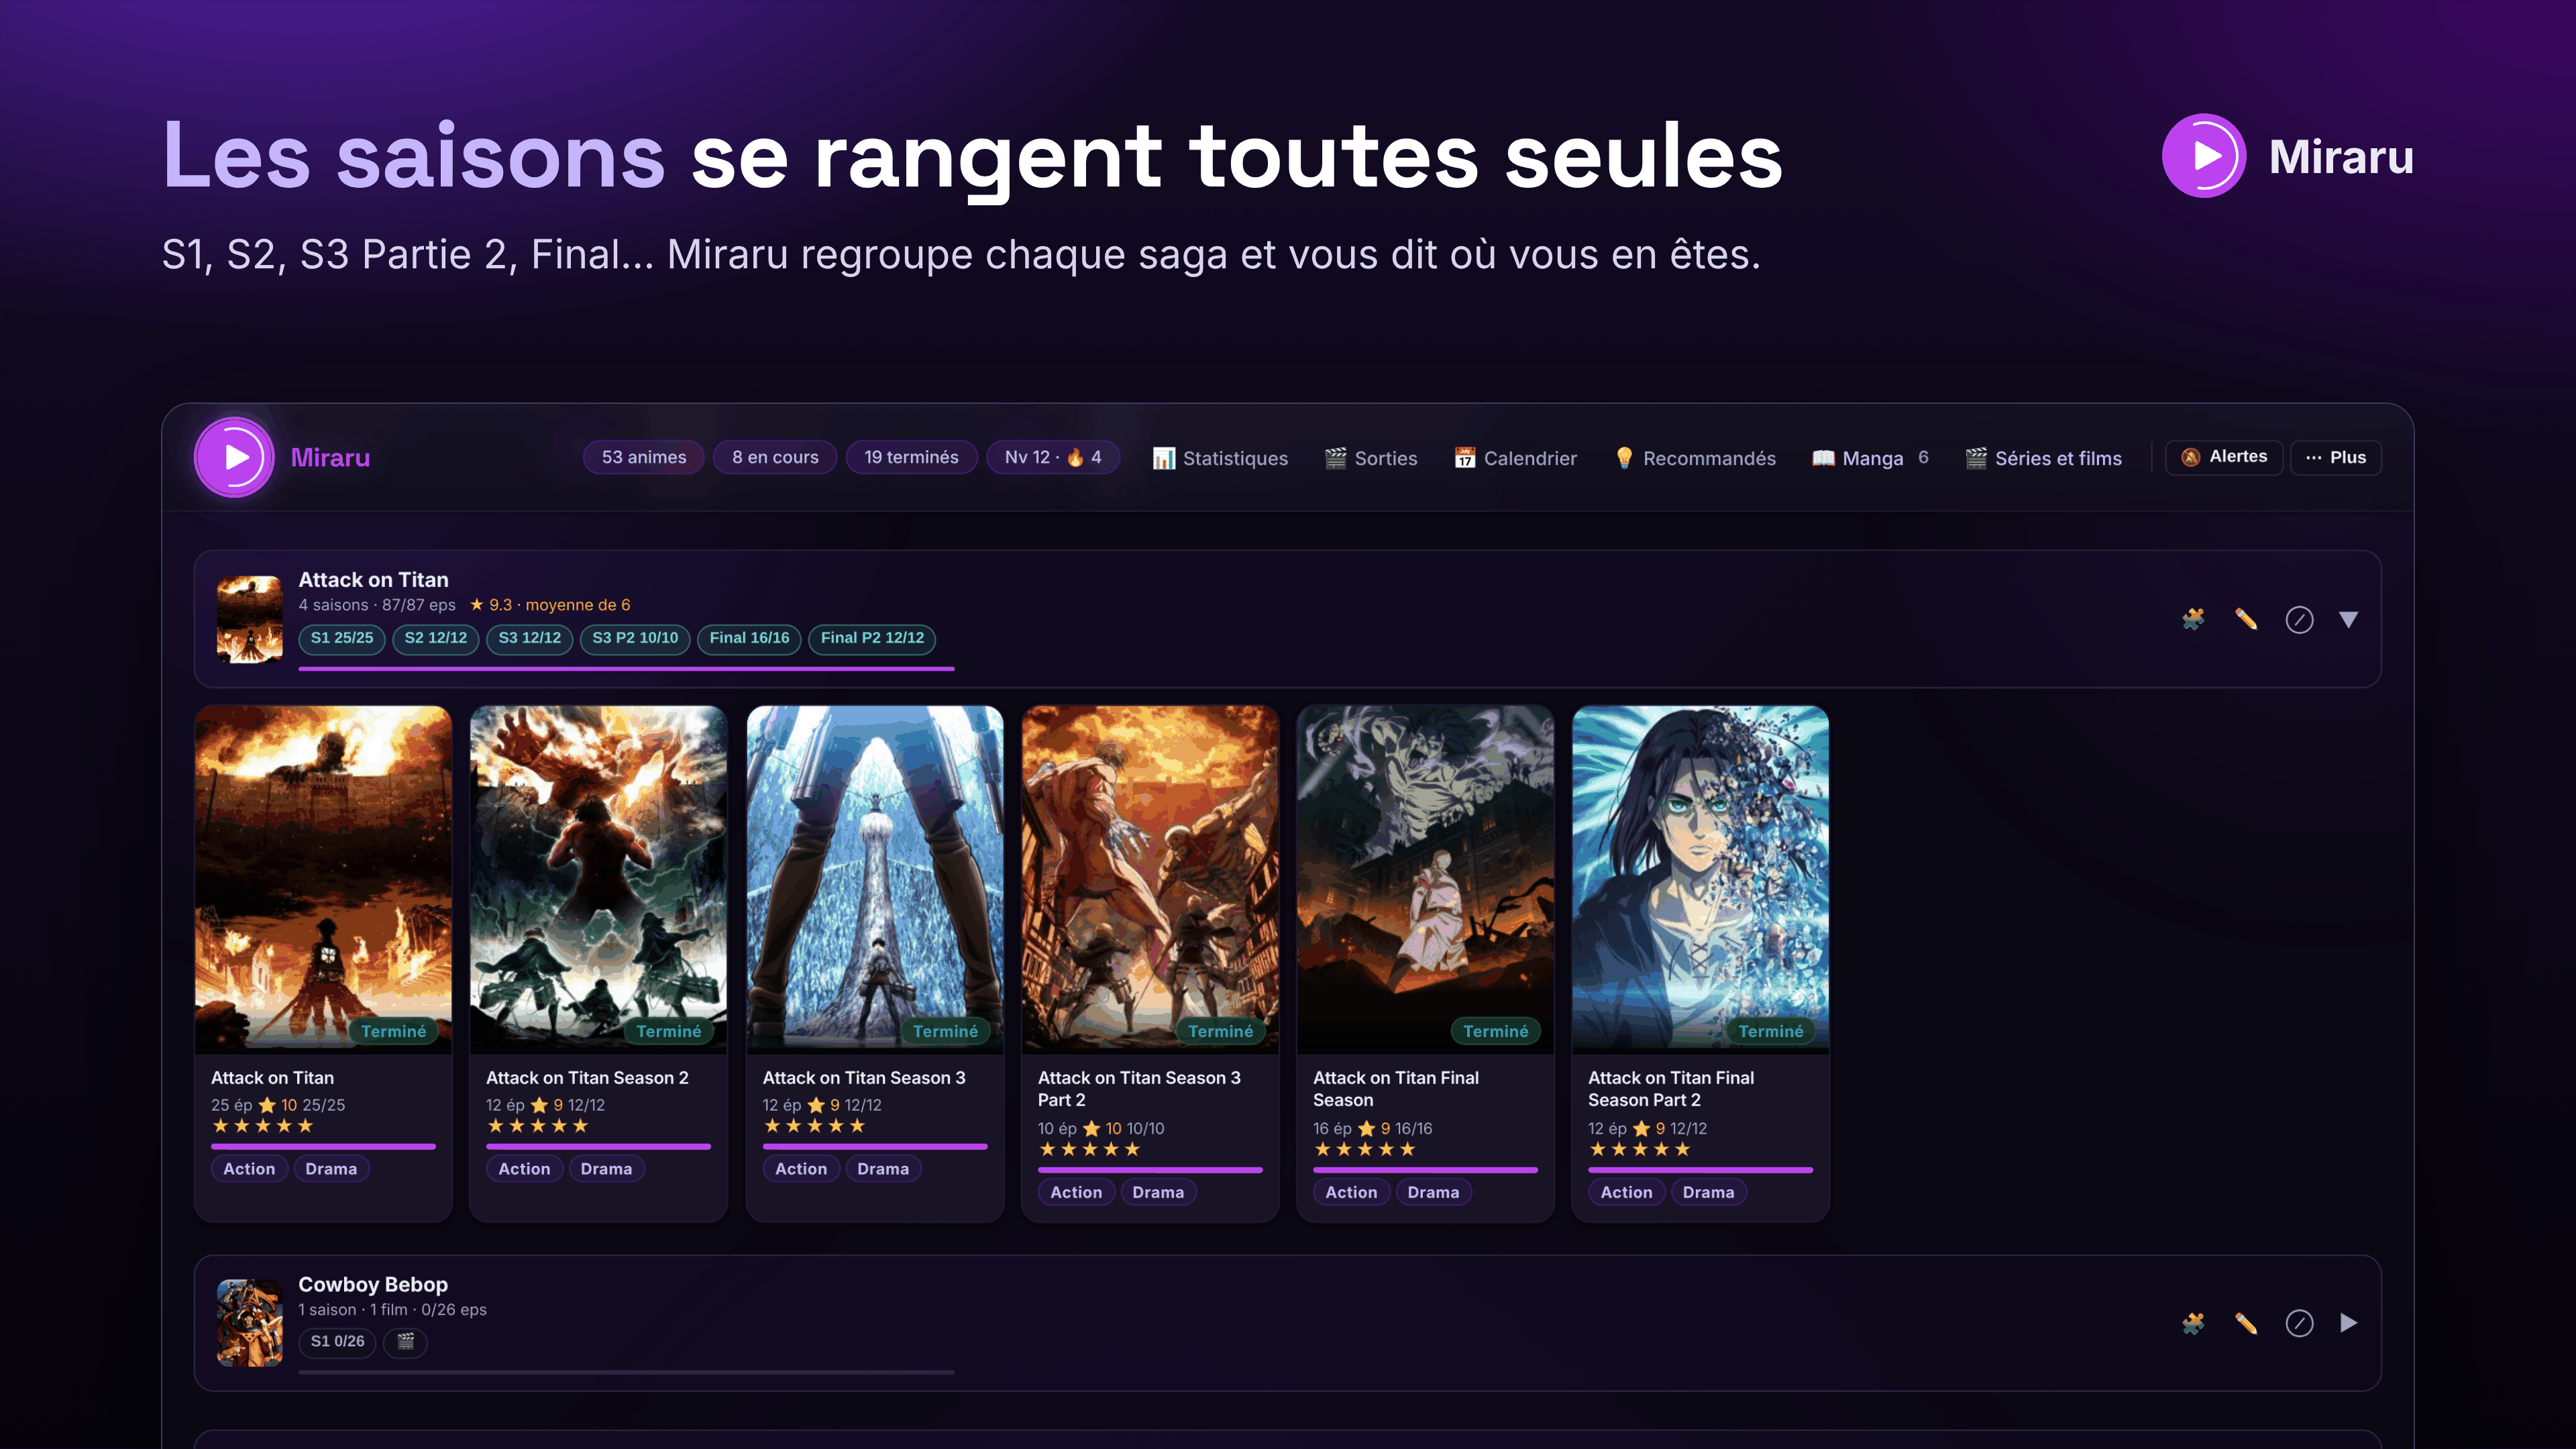 Les saisons se rangent toutes seules
Miraru
S1, S2, S3 Partie 2, Final... Miraru regroupe chaque saga et vous dit où vous en êtes.
Miraru
53 animes
8 en cours
19 terminés
Nv 12 · 🔥 4
Statistiques
Sorties
Calendrier
Recommandés
Manga 6
Séries et films
Alertes
··· Plus
Attack on Titan
4 saisons · 87/87 eps ★ 9.3 · moyenne de 6
S1 25/25
S2 12/12
S3 12/12
S3 P2 10/10
Final 16/16
Final P2 12/12
Terminé
Attack on Titan
25 ép ⭐ 10 25/25
★★★★★
Action Drama
Terminé
Attack on Titan Season 2
12 ép ⭐ 9 12/12
★★★★★
Action Drama
Terminé
Attack on Titan Season 3
12 ép ⭐ 9 12/12
★★★★★
Action Drama
Terminé
Attack on Titan Season 3
Part 2
10 ép ⭐ 10 10/10
★★★★★
Action Drama
Terminé
Attack on Titan Final
Season
16 ép ⭐ 9 16/16
★★★★★
Action Drama
Terminé
Attack on Titan Final
Season Part 2
12 ép ⭐ 9 12/12
★★★★★
Action Drama
Cowboy Bebop
1 saison · 1 film · 0/26 eps
S1 0/26